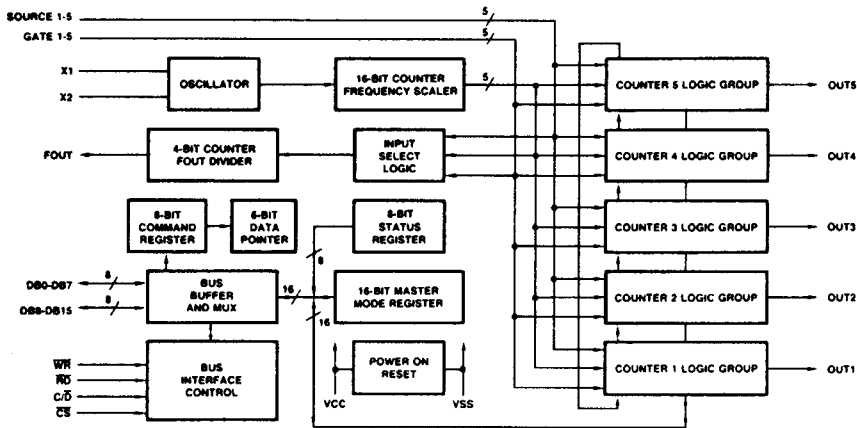 SOURCE 1-5
5
GATE 1-5
5
X1
X2
OSCILLATOR
16-BIT COUNTER
FREQUENCY SCALER
5
COUNTER 5 LOGIC GROUP
OUT5
FOUT
4-BIT COUNTER
FOUT DIVIDER
INPUT
SELECT
LOGIC
COUNTER 4 LOGIC GROUP
OUT4
8-BIT
COMMAND
REGISTER
6-BIT
DATA
POINTER
8-BIT
STATUS
REGISTER
8
COUNTER 3 LOGIC GROUP
OUT3
DB0-DB7
8
DB8-DB15
8
BUS
BUFFER
AND MUX
16
16
16-BIT MASTER
MODE REGISTER
COUNTER 2 LOGIC GROUP
OUT2
WR
RD
C/D
CS
BUS
INTERFACE
CONTROL
POWER ON
RESET
VCC
VSS
COUNTER 1 LOGIC GROUP
OUT1